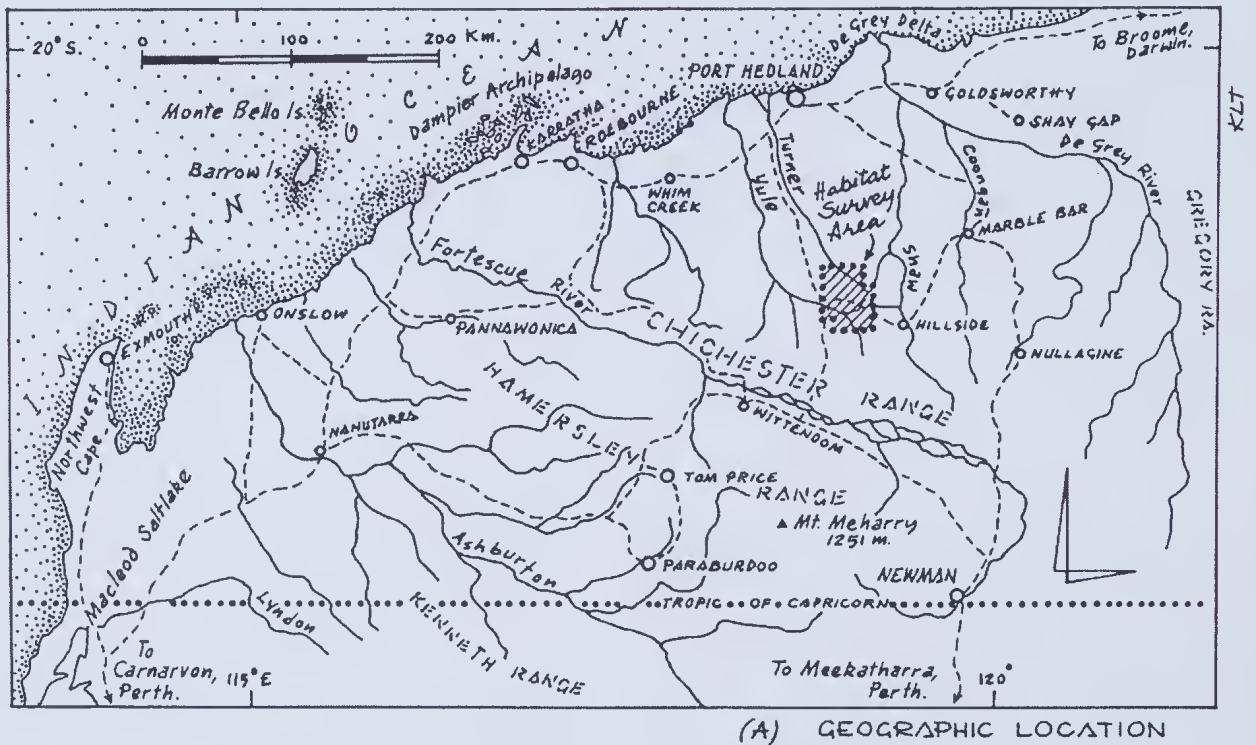 20° S.
0 100 200 Km.
INDIAN OCEAN
Monte Bello Is.
Barrow Is.
Dampier Archipelago
KARRATHA
ROEBOURNE
PORT HEDLAND
De Grey Delta
To Broome,
Darwin.
GOLDSWORTHY
SHAY GAP
De Grey
River
KLX
GREGORY RA.
WHIM
CREEK
Yule
Turner
Habitat
Survey
Area
Shaw
Coongan
MARBLE BAR
HILLSIDE
NULLAGINE
Fortescue
River
ONSLOW
EXMOUTH
PANNAWONICA
CHICHESTER
RANGE
Northwest
Cape
NANUTARRA
HAMERSLEY
RANGE
WITTENOOM
TOM PRICE
Mt. Meharry
1251 m.
Macleod Saltlake
Ashburton
PARABURDOO
NEWMAN
TROPIC OF CAPRICORN
Lyndon
KENNETH RANGE
To
Carnarvon,
Perth.
115° E
To Meekatharra,
Perth.
120°
(A) GEOGRAPHIC LOCATION